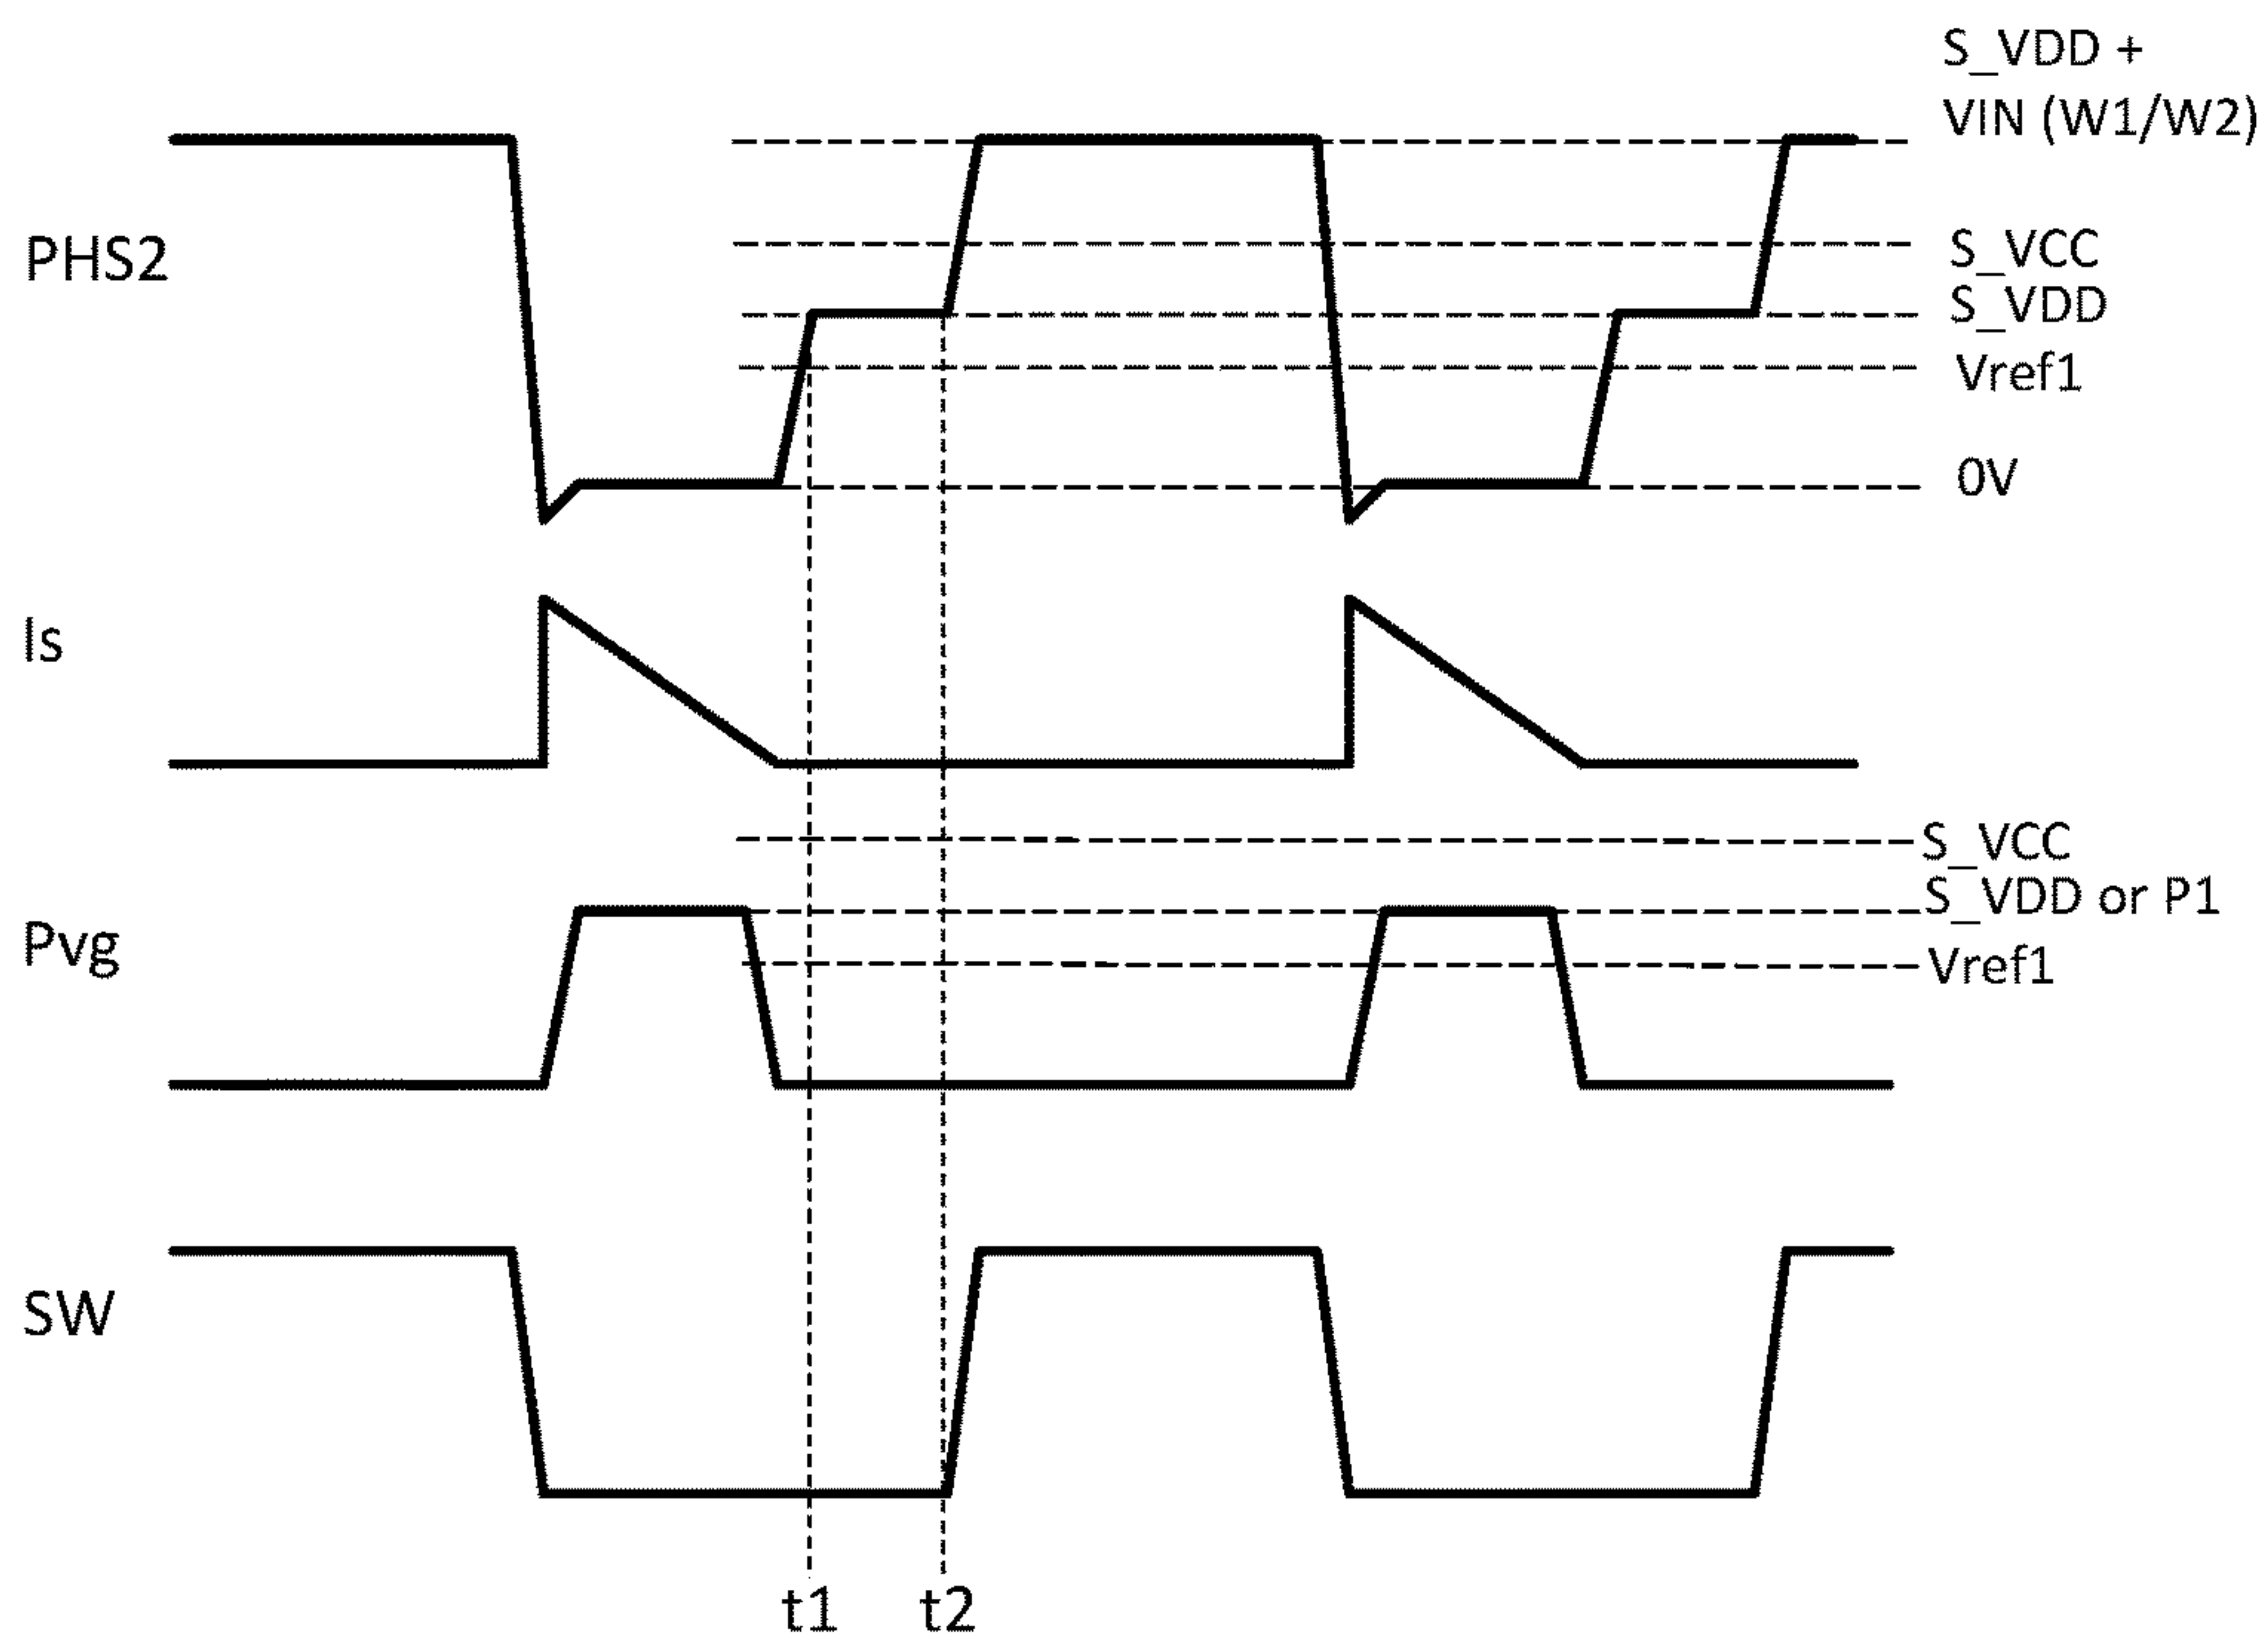 S_VDD +
VIN (W1/W2)
PHS2
S_VCC
S_VDD
Vref1
0V
Is
S_VCC
S_VDD or P1
Pvg
Vref1
SW
t1 t2